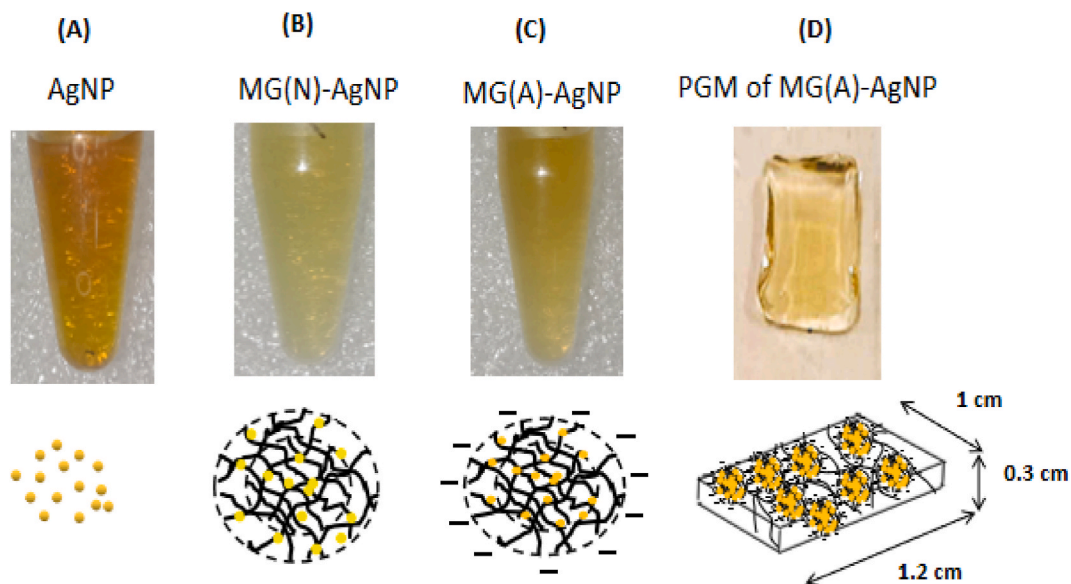 (A)
(B)
(C)
(D)
AgNP
MG(N)-AgNP
MG(A)-AgNP
PGM of MG(A)-AgNP
1 cm
0.3 cm
1.2 cm